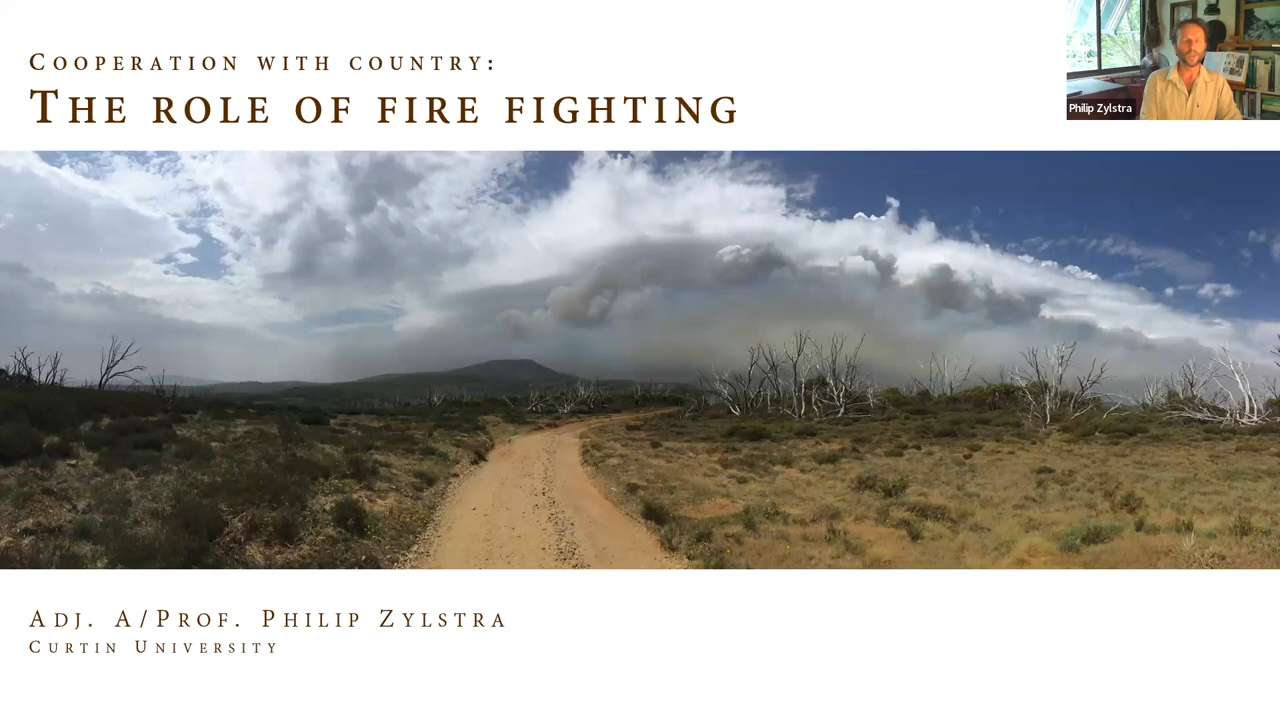 Cooperation with country:
The role of fire fighting
Philip Zylstra
Adj. A/Prof. Philip Zylstra
Curtin University